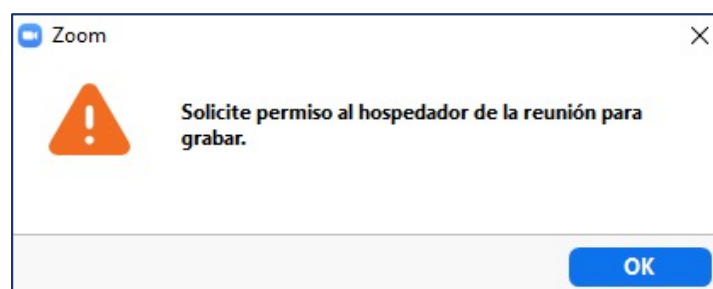 Zoom
Solicite permiso al hospedador de la reunión para
grabar.
OK